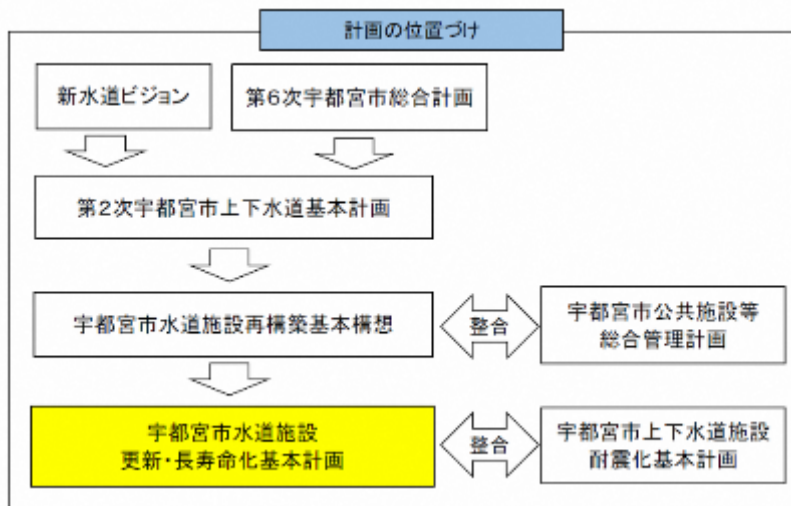 計画の位置づけ
新水道ビジョン
第6次宇都宮市総合計画
第2次宇都宮市上下水道基本計画
宇都宮市水道施設再構築基本構想
整合
宇都宮市公共施設等
総合管理計画
宇都宮市水道施設
更新・長寿命化基本計画
整合
宇都宮市上下水道施設
耐震化基本計画